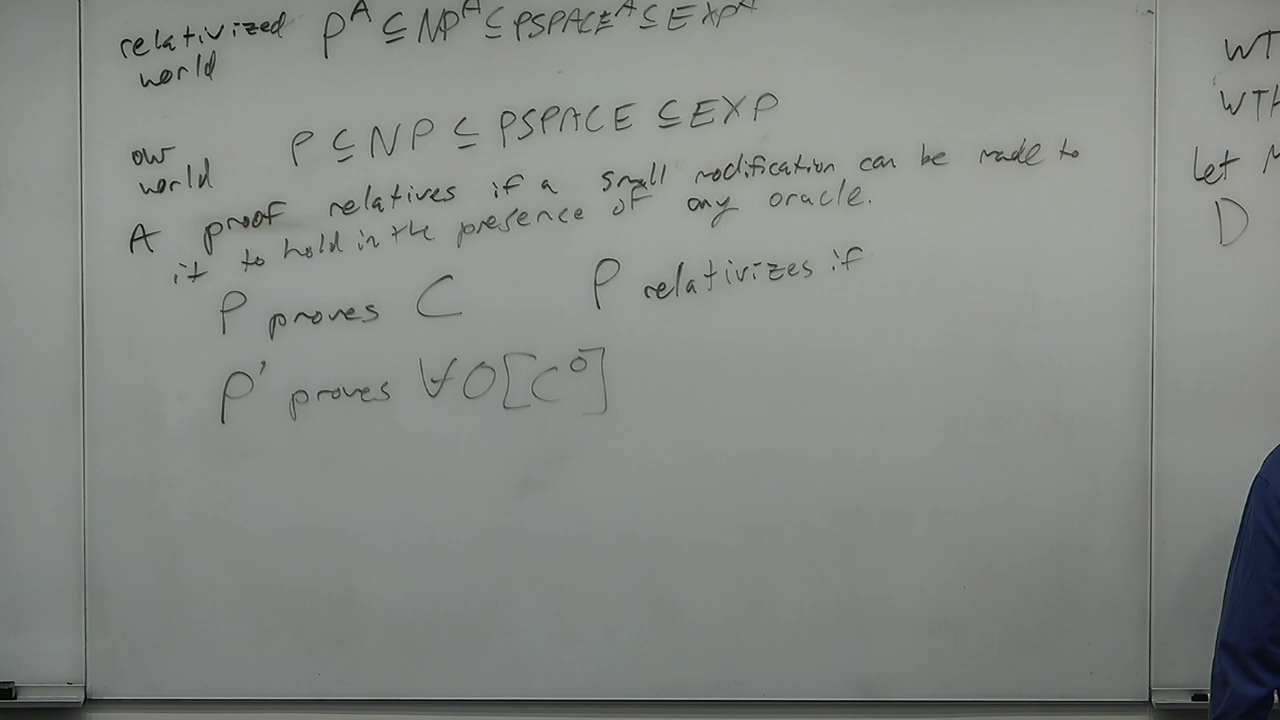 relativized P^A ⊆ NP^A ⊆ PSPACE^A ⊆ EXP^A
world
our P ⊆ NP ⊆ PSPACE ⊆ EXP
world
A proof relatives if a small modification can be made to
it to hold in the presence of any oracle.
P proves C P relativizes if
P' proves ∀O[C^O]
WT
WTH
Let M
D